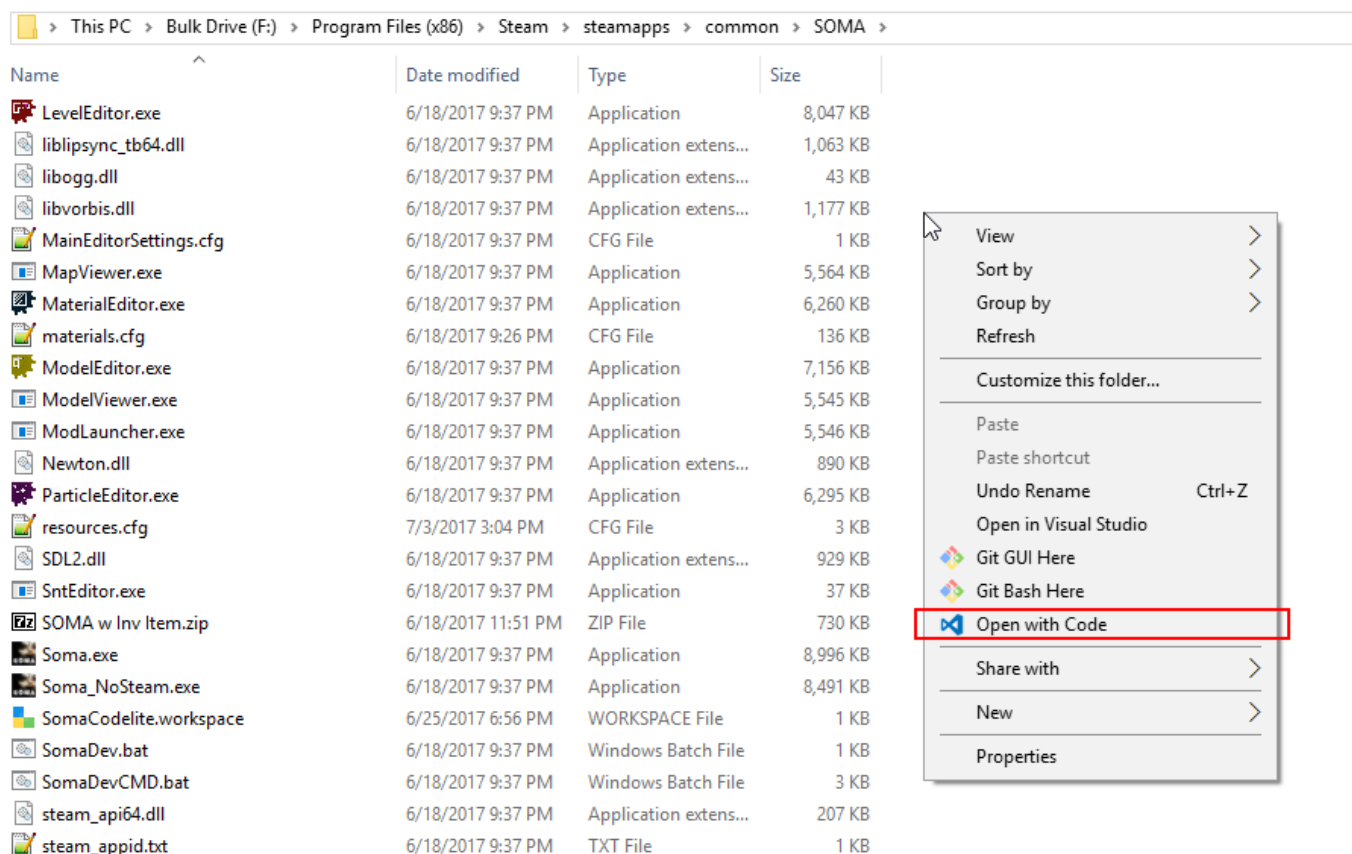 This PC > Bulk Drive (F:) > Program Files (x86) > Steam > steamapps > common > SOMA >
Name Date modified Type Size
LevelEditor.exe 6/18/2017 9:37 PM Application 8,047 KB
liblipsync_tb64.dll 6/18/2017 9:37 PM Application extens... 1,063 KB
libogg.dll 6/18/2017 9:37 PM Application extens... 43 KB
libvorbis.dll 6/18/2017 9:37 PM Application extens... 1,177 KB
MainEditorSettings.cfg 6/18/2017 9:37 PM CFG File 1 KB
MapViewer.exe 6/18/2017 9:37 PM Application 5,564 KB
MaterialEditor.exe 6/18/2017 9:37 PM Application 6,260 KB
materials.cfg 6/18/2017 9:26 PM CFG File 136 KB
ModelEditor.exe 6/18/2017 9:37 PM Application 7,156 KB
ModelViewer.exe 6/18/2017 9:37 PM Application 5,545 KB
ModLauncher.exe 6/18/2017 9:37 PM Application 5,546 KB
Newton.dll 6/18/2017 9:37 PM Application extens... 890 KB
ParticleEditor.exe 6/18/2017 9:37 PM Application 6,295 KB
resources.cfg 7/3/2017 3:04 PM CFG File 3 KB
SDL2.dll 6/18/2017 9:37 PM Application extens... 929 KB
SntEditor.exe 6/18/2017 9:37 PM Application 37 KB
SOMA w Inv Item.zip 6/18/2017 11:51 PM ZIP File 730 KB
Soma.exe 6/18/2017 9:37 PM Application 8,996 KB
Soma_NoSteam.exe 6/18/2017 9:37 PM Application 8,491 KB
SomaCodelite.workspace 6/25/2017 6:56 PM WORKSPACE File 1 KB
SomaDev.bat 6/18/2017 9:37 PM Windows Batch File 1 KB
SomaDevCMD.bat 6/18/2017 9:37 PM Windows Batch File 3 KB
steam_api64.dll 6/18/2017 9:37 PM Application extens... 207 KB
steam_appid.txt 6/18/2017 9:37 PM TXT File 1 KB
View
Sort by
Group by
Refresh
Customize this folder...
Paste
Paste shortcut
Undo Rename Ctrl+Z
Open in Visual Studio
Git GUI Here
Git Bash Here
Open with Code
Share with
New
Properties